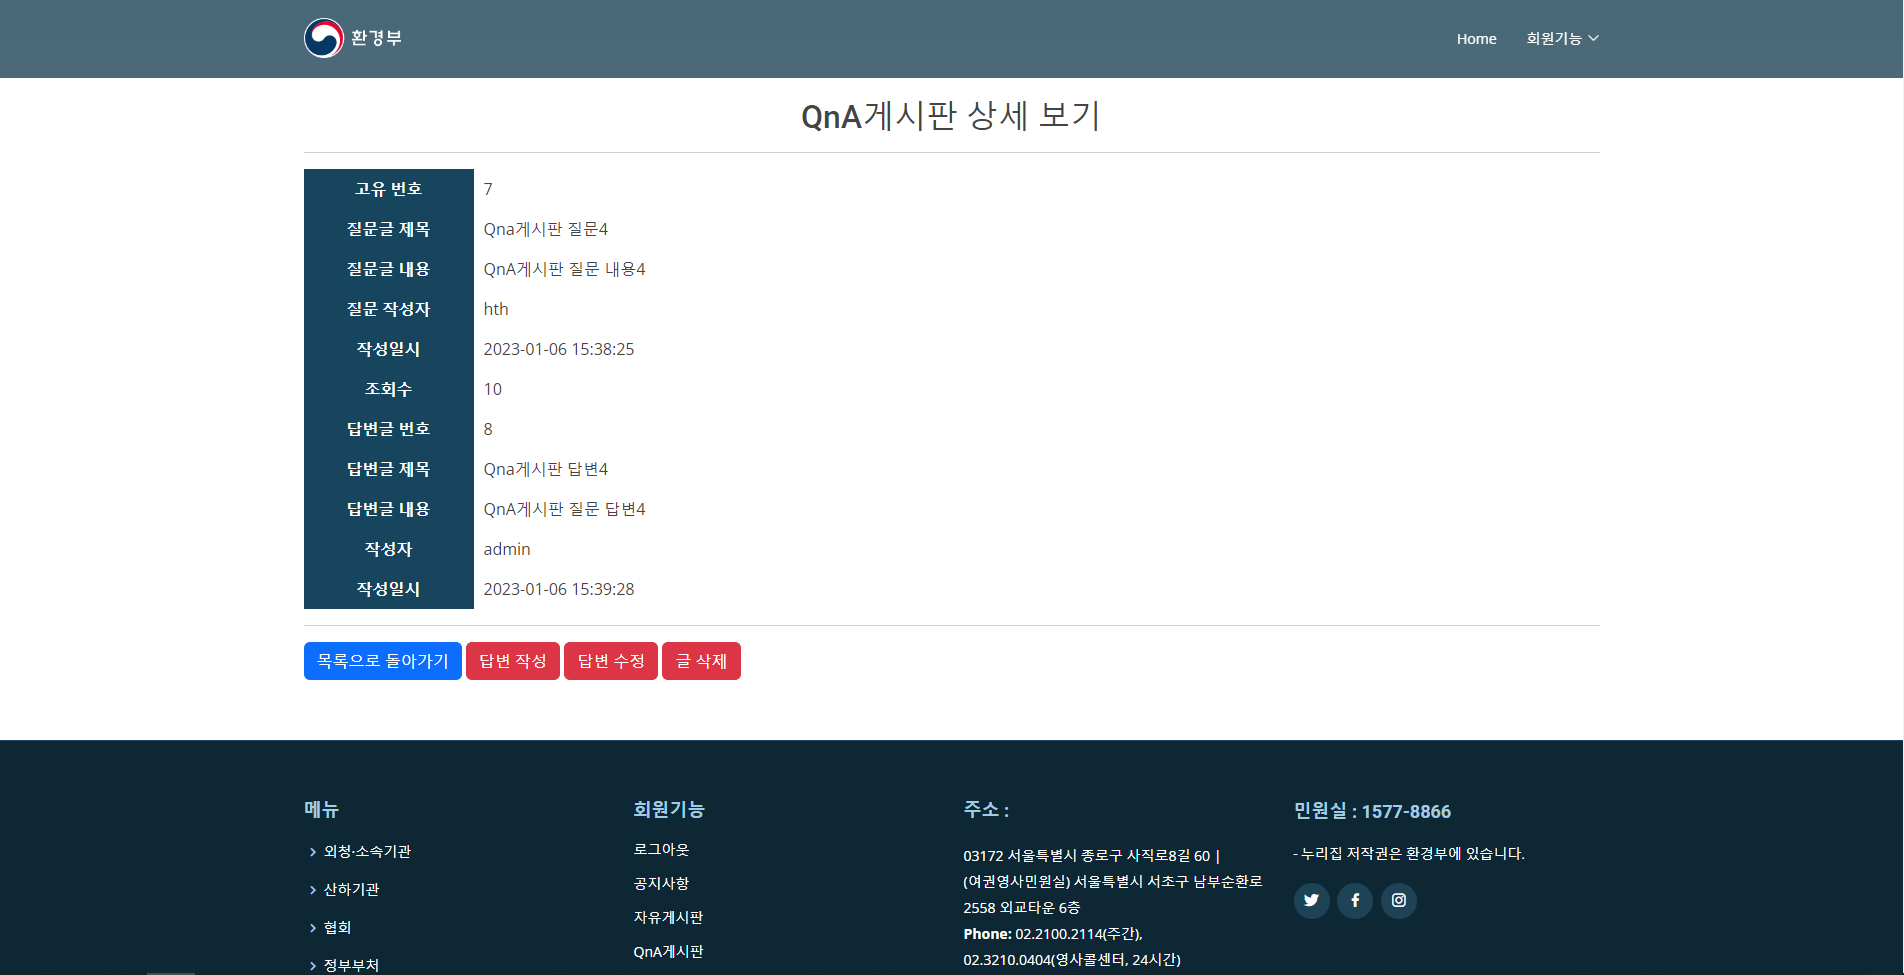 환경부
Home 회원기능
QnA게시판 상세 보기
고유 번호 7
질문글 제목 Qna게시판 질문4
질문글 내용 QnA게시판 질문 내용4
질문 작성자 hth
작성일시 2023-01-06 15:38:25
조회수 10
답변글 번호 8
답변글 제목 Qna게시판 답변4
답변글 내용 QnA게시판 질문 답변4
작성자 admin
작성일시 2023-01-06 15:39:28
목록으로 돌아가기 답변 작성 답변 수정 글 삭제
메뉴
외청·소속기관
산하기관
협회
정부부처
회원기능
로그아웃
공지사항
자유게시판
QnA게시판
주소 :
03172 서울특별시 종로구 사직로8길 60 |
(여권영사민원실) 서울특별시 서초구 남부순환로
2558 외교타운 6층
Phone: 02.2100.2114(주간),
02.3210.0404(영사콜센터, 24시간)
민원실 : 1577-8866
- 누리집 저작권은 환경부에 있습니다.